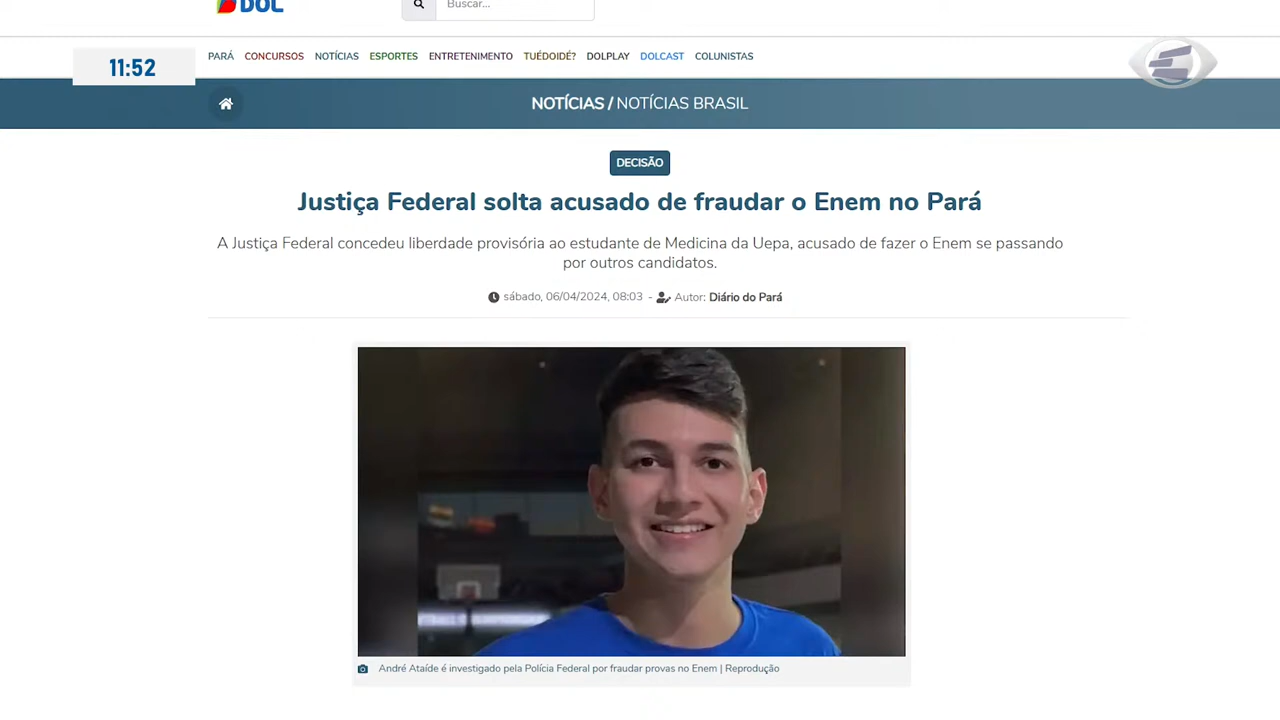 DOL
Buscar...
11:52
PARÁ CONCURSOS NOTÍCIAS ESPORTES ENTRETENIMENTO TUÉDOIDÉ? DOLPLAY DOLCAST COLUNISTAS
NOTÍCIAS / NOTÍCIAS BRASIL
DECISÃO
Justiça Federal solta acusado de fraudar o Enem no Pará
A Justiça Federal concedeu liberdade provisória ao estudante de Medicina da Uepa, acusado de fazer o Enem se passando
por outros candidatos.
sábado, 06/04/2024, 08:03 - Autor: Diário do Pará
André Ataíde é investigado pela Polícia Federal por fraudar provas no Enem | Reprodução